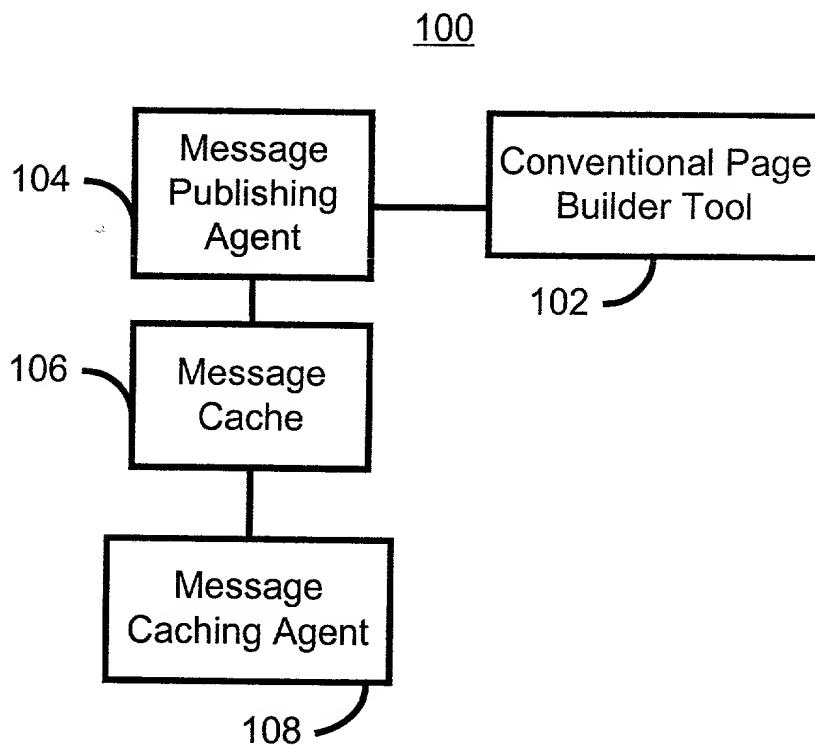 100
Message
Publishing
Agent
104
Conventional Page
Builder Tool
102
106
Message
Cache
Message
Caching Agent
108